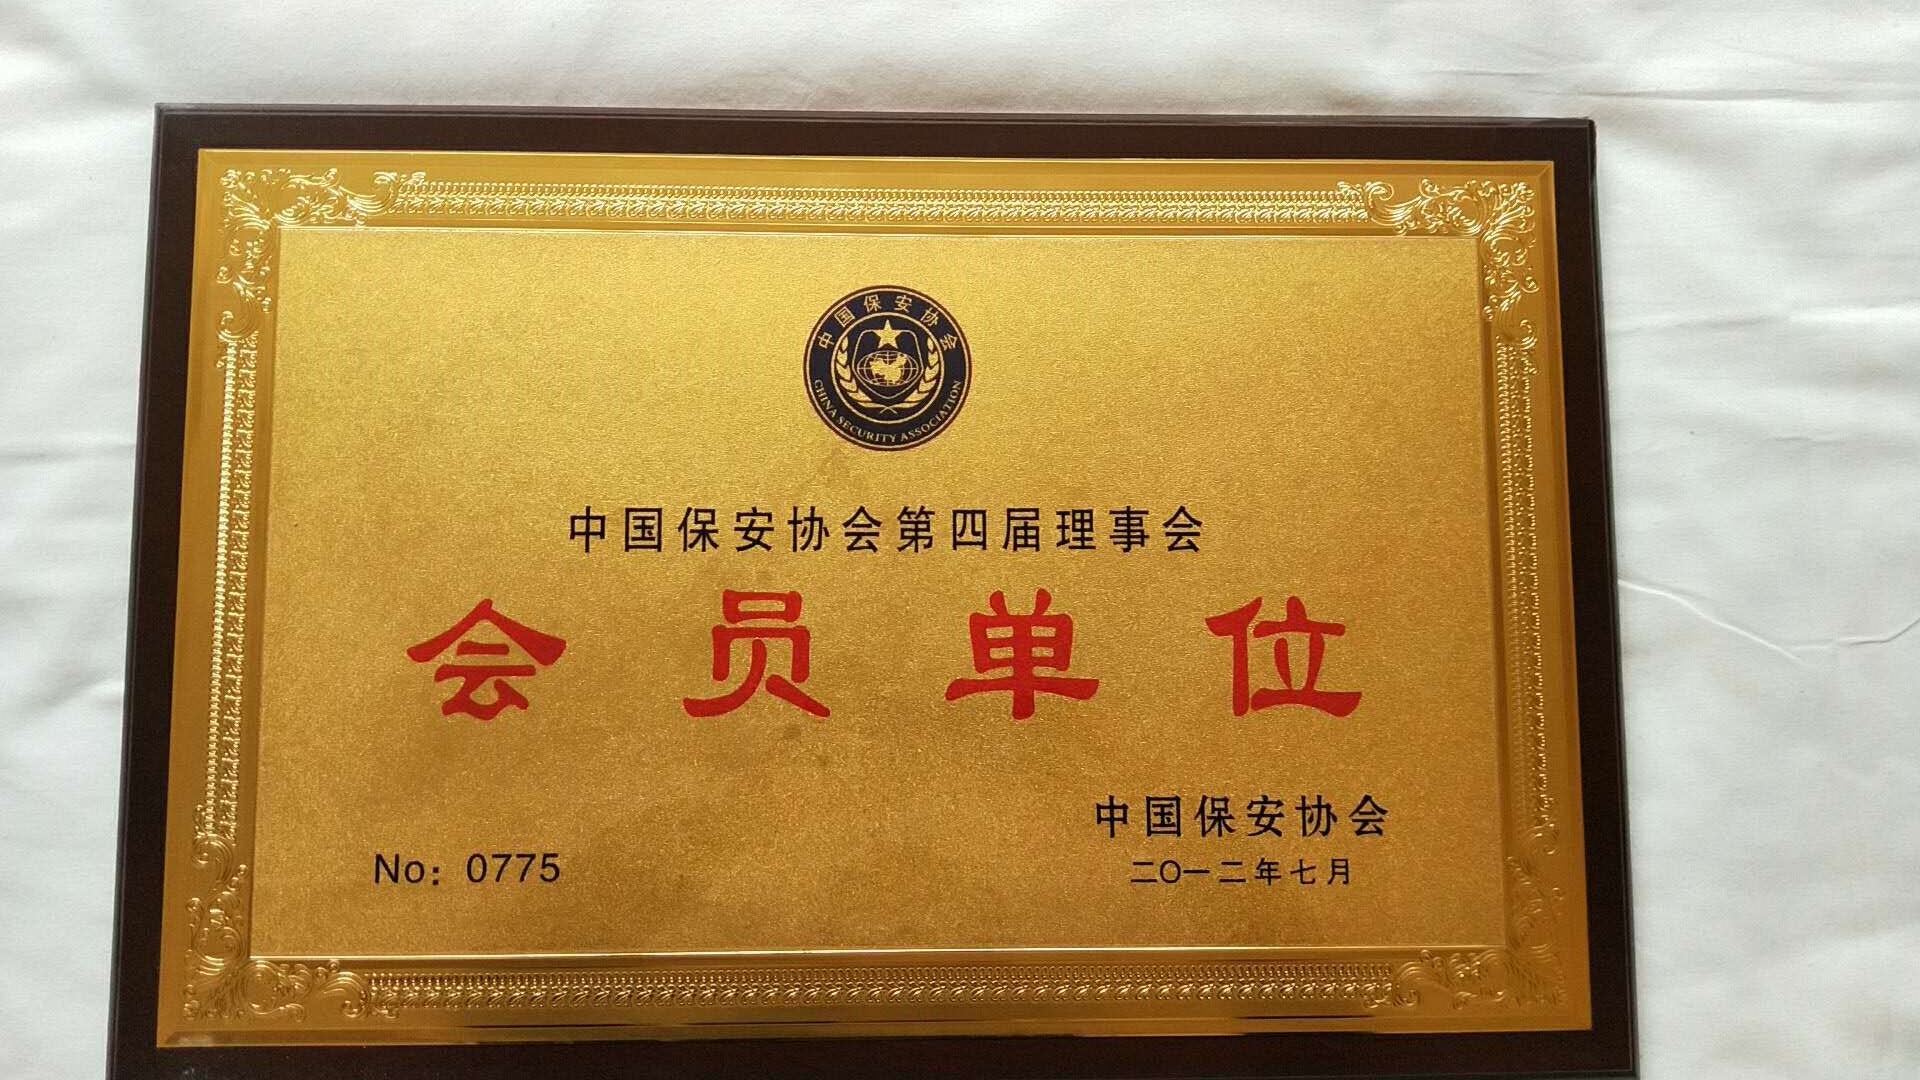 中国保安协会
CHINA SECURITY ASSOCIATION
中国保安协会第四届理事会
会员单位
中国保安协会
No: 0775
二〇一二年七月